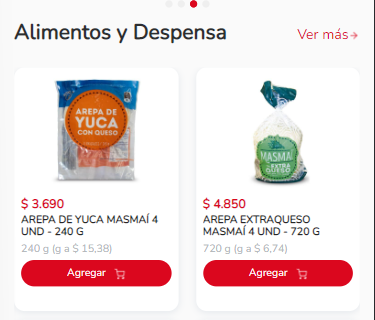 Alimentos y Despensa
Ver más
AREPA DE
YUCA
CON QUESO
MASMAÍ
EXTRA
QUESO
$ 3.690
AREPA DE YUCA MASMAÍ 4
UND - 240 G
240 g (g a $ 15,38)
Agregar
$ 4.850
AREPA EXTRAQUESO
MASMAÍ 4 UND - 720 G
720 g (g a $ 6,74)
Agregar